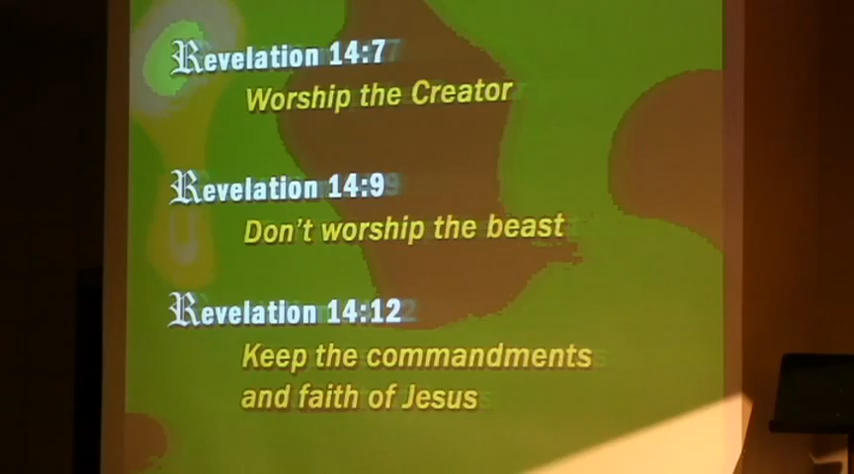 Revelation 14:7
Worship the Creator
Revelation 14:9
Don't worship the beast
Revelation 14:12
Keep the commandments
and faith of Jesus